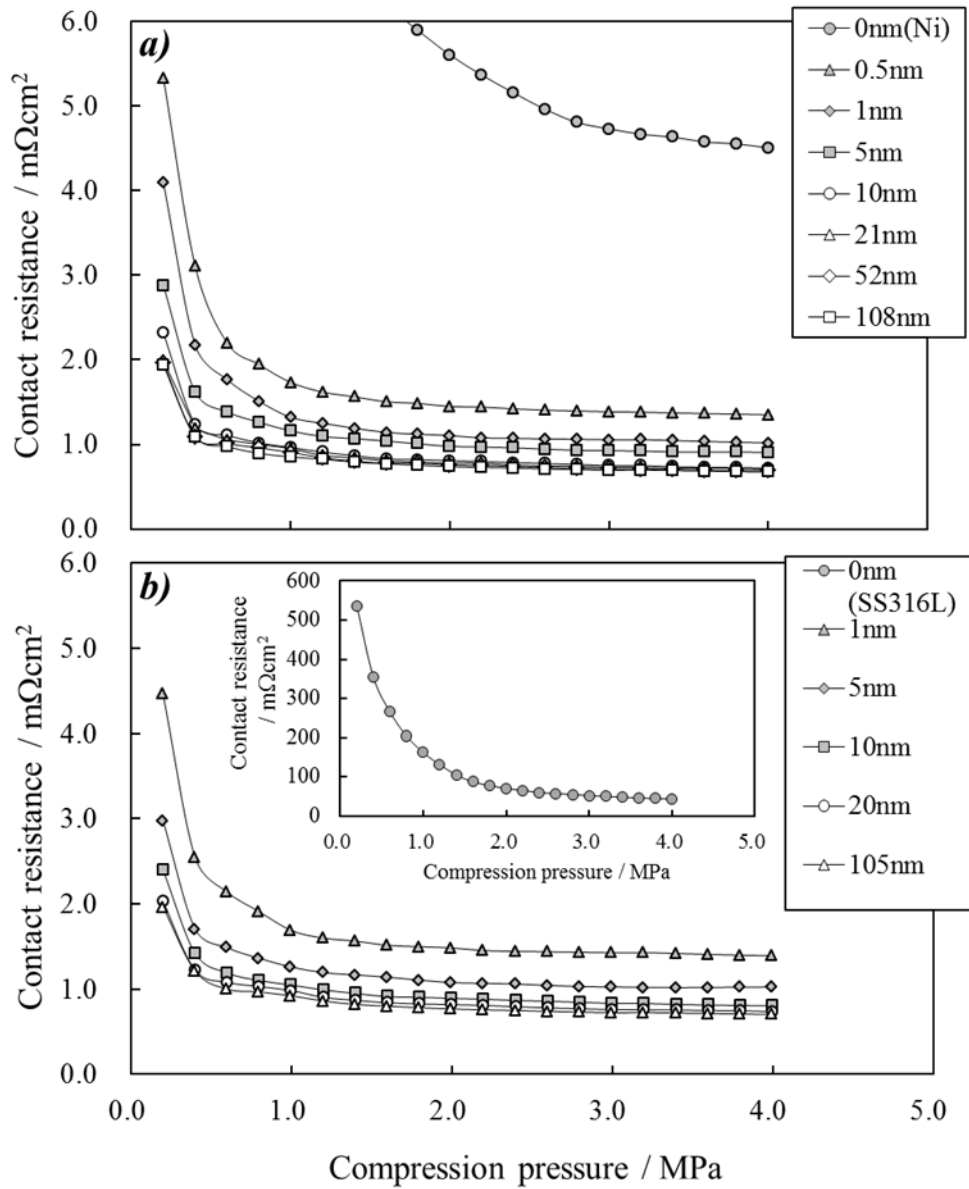 a)
6.0
5.0
4.0
3.0
2.0
1.0
0.0
Contact resistance / mΩcm²
0nm(Ni)
0.5nm
1nm
5nm
10nm
21nm
52nm
108nm
b)
6.0
5.0
4.0
3.0
2.0
1.0
0.0
Contact resistance / mΩcm²
600
500
400
300
200
100
0
Contact resistance
/ mΩcm²
0.0 1.0 2.0 3.0 4.0 5.0
Compression pressure / MPa
0nm
(SS316L)
1nm
5nm
10nm
20nm
105nm
0.0 1.0 2.0 3.0 4.0 5.0
Compression pressure / MPa